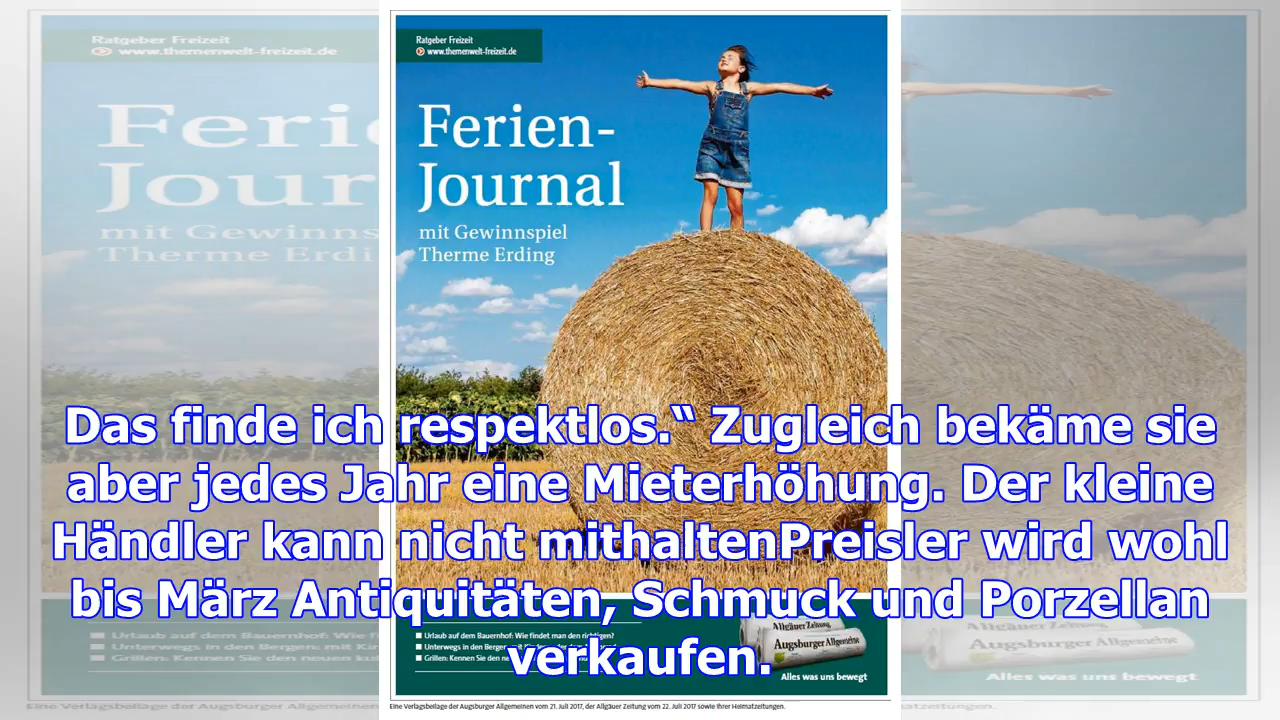 Ratgeber Freizeit
www.themenwelt-freizeit.de
Ferien-
Journal
mit Gewinnspiel
Therme Erding
Das finde ich respektlos.“ Zugleich bekäme sie
aber jedes Jahr eine Mieterhöhung. Der kleine
Händler kann nicht mithaltenPreisler wird wohl
bis März Antiquitäten, Schmuck und Porzellan
verkaufen.
Urlaub auf dem Bauernhof: Wie findet man den richtigen?
Unterwegs in den Bergen: mit
Grillen: Kennen Sie den
Allgäuer Zeitung
Augsburger Allgemeine
Alles was uns bewegt
Eine Verlagsbeilage der Augsburger Allgemeinen vom 21. Juli 2017, der Allgäuer Zeitung vom 22. Juli 2017 sowie ihrer Heimatzeitungen.